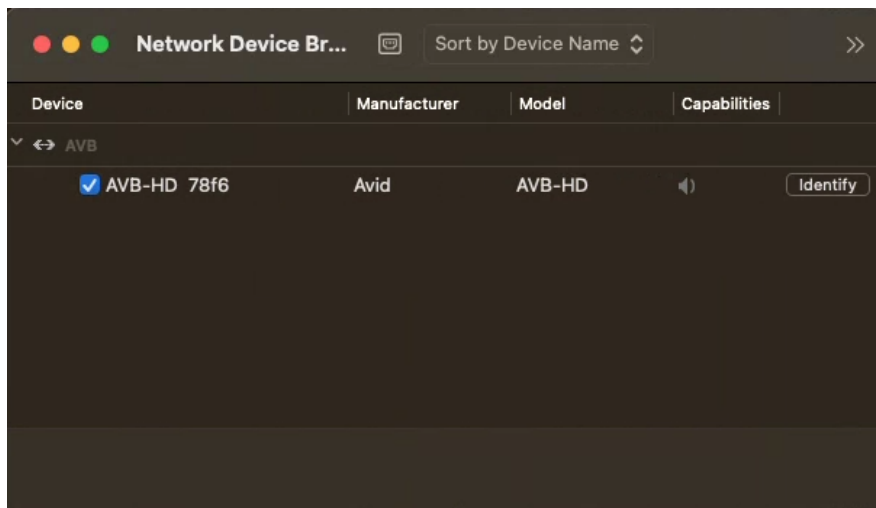 Network Device Br... Sort by Device Name
Device Manufacturer Model Capabilities
AVB
AVB-HD 78f6 Avid AVB-HD Identify